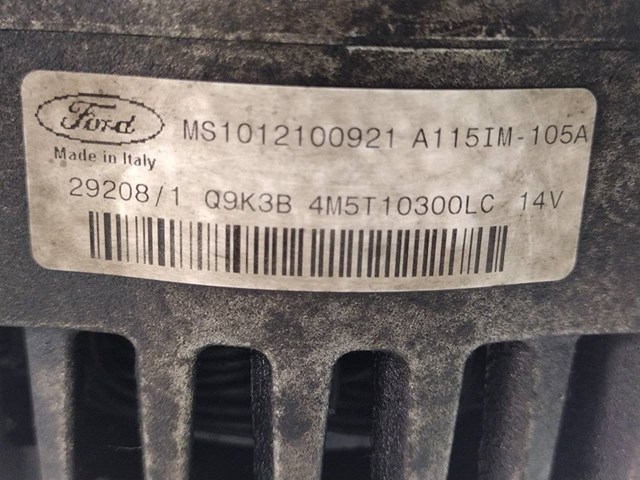 Ford MS1012100921 A115IM-105A
Made in Italy
29208/1 Q9K3B 4M5T10300LC 14V